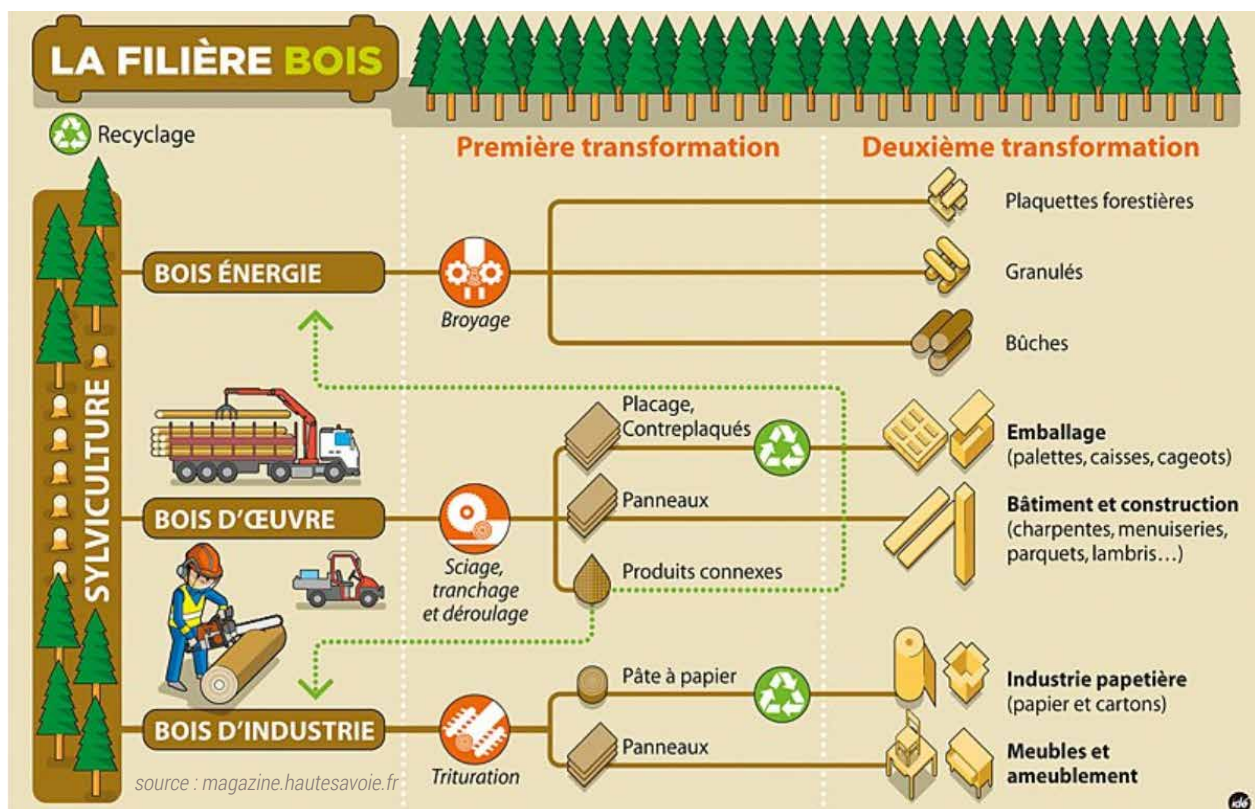 LA FILIÈRE BOIS
Recyclage
Première transformation
Deuxième transformation
SYLVICULTURE
BOIS ÉNERGIE
Broyage
Plaquettes forestières
Granulés
Bûches
BOIS D'ŒUVRE
Sciage,
tranchage
et déroulage
Placage,
Contreplaqués
Panneaux
Produits connexes
Emballage
(palettes, caisses, cageots)
Bâtiment et construction
(charpentes, menuiseries,
parquets, lambris...)
BOIS D'INDUSTRIE
Trituration
Pâte à papier
Panneaux
Industrie papetière
(papier et cartons)
Meubles et
ameublement
source : magazine.hautesavoie.fr
idé